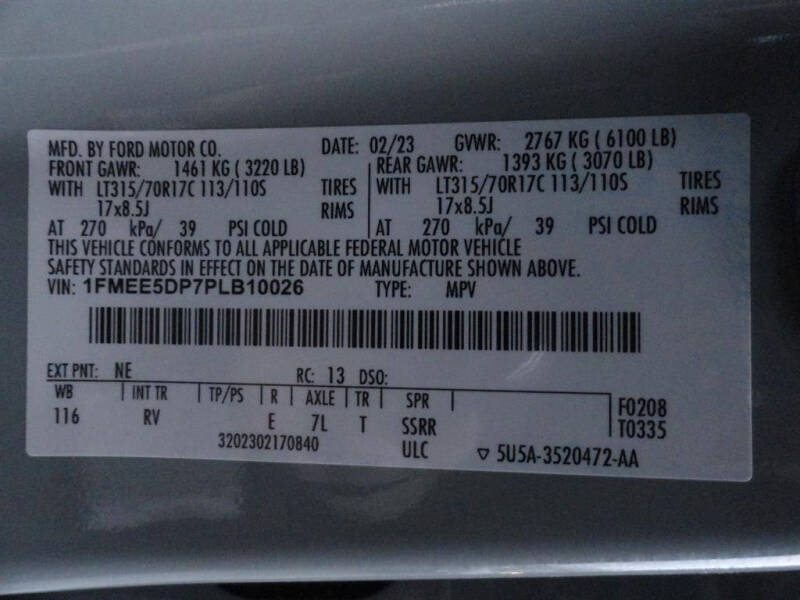 MFD. BY FORD MOTOR CO. DATE: 02/23 GVWR: 2767 KG ( 6100 LB)
FRONT GAWR: 1461 KG ( 3220 LB) REAR GAWR: 1393 KG ( 3070 LB)
WITH LT315/70R17C 113/110S TIRES WITH LT315/70R17C 113/110S TIRES
17x8.5J RIMS 17x8.5J RIMS
AT 270 kPa/ 39 PSI COLD AT 270 kPa/ 39 PSI COLD
THIS VEHICLE CONFORMS TO ALL APPLICABLE FEDERAL MOTOR VEHICLE
SAFETY STANDARDS IN EFFECT ON THE DATE OF MANUFACTURE SHOWN ABOVE.
VIN: 1FMEE5DP7PLB10026 TYPE: MPV
EXT PNT: NE RC: 13 DSO:
WB INT TR TP/PS R AXLE TR SPR F0208
116 RV E 7L T SSRR T0335
3202302170840 ULC ▽ 5U5A-3520472-AA